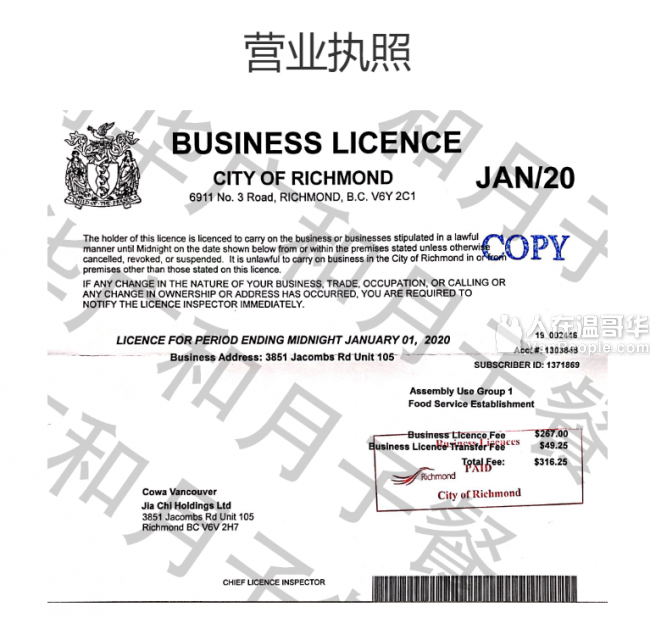 营业执照
BUSINESS LICENCE
CITY OF RICHMOND
6911 No. 3 Road, RICHMOND, B.C. V6Y 2C1
JAN/20
The holder of this licence is licenced to carry on the business or businesses stipulated in a lawful
manner until Midnight on the date shown below from or within the premises stated unless otherwise
cancelled, revoked, or suspended. It is unlawful to carry on business in the City of Richmond in or from
premises other than those stated on this licence.
COPY
IF ANY CHANGE IN THE NATURE OF YOUR BUSINESS, TRADE, OCCUPATION, OR CALLING OR
ANY CHANGE IN OWNERSHIP OR ADDRESS HAS OCCURRED, YOU ARE REQUIRED TO
NOTIFY THE LICENCE INSPECTOR IMMEDIATELY.
LICENCE FOR PERIOD ENDING MIDNIGHT JANUARY 01, 2020
Business Address: 3851 Jacombs Rd Unit 105
人在温哥华
SUBSCRIBER ID: 1371869
Assembly Use Group 1
Food Service Establishment
Business Licence Fee $267.00
Business Licences
Business Licence Transfer Fee $49.25
Total Fee: $316.25
PAID
Richmond
City of Richmond
Cowa Vancouver
Jia Chi Holdings Ltd
3851 Jacombs Rd Unit 105
Richmond BC V6V 2H7
CHIEF LICENCE INSPECTOR
和月子餐